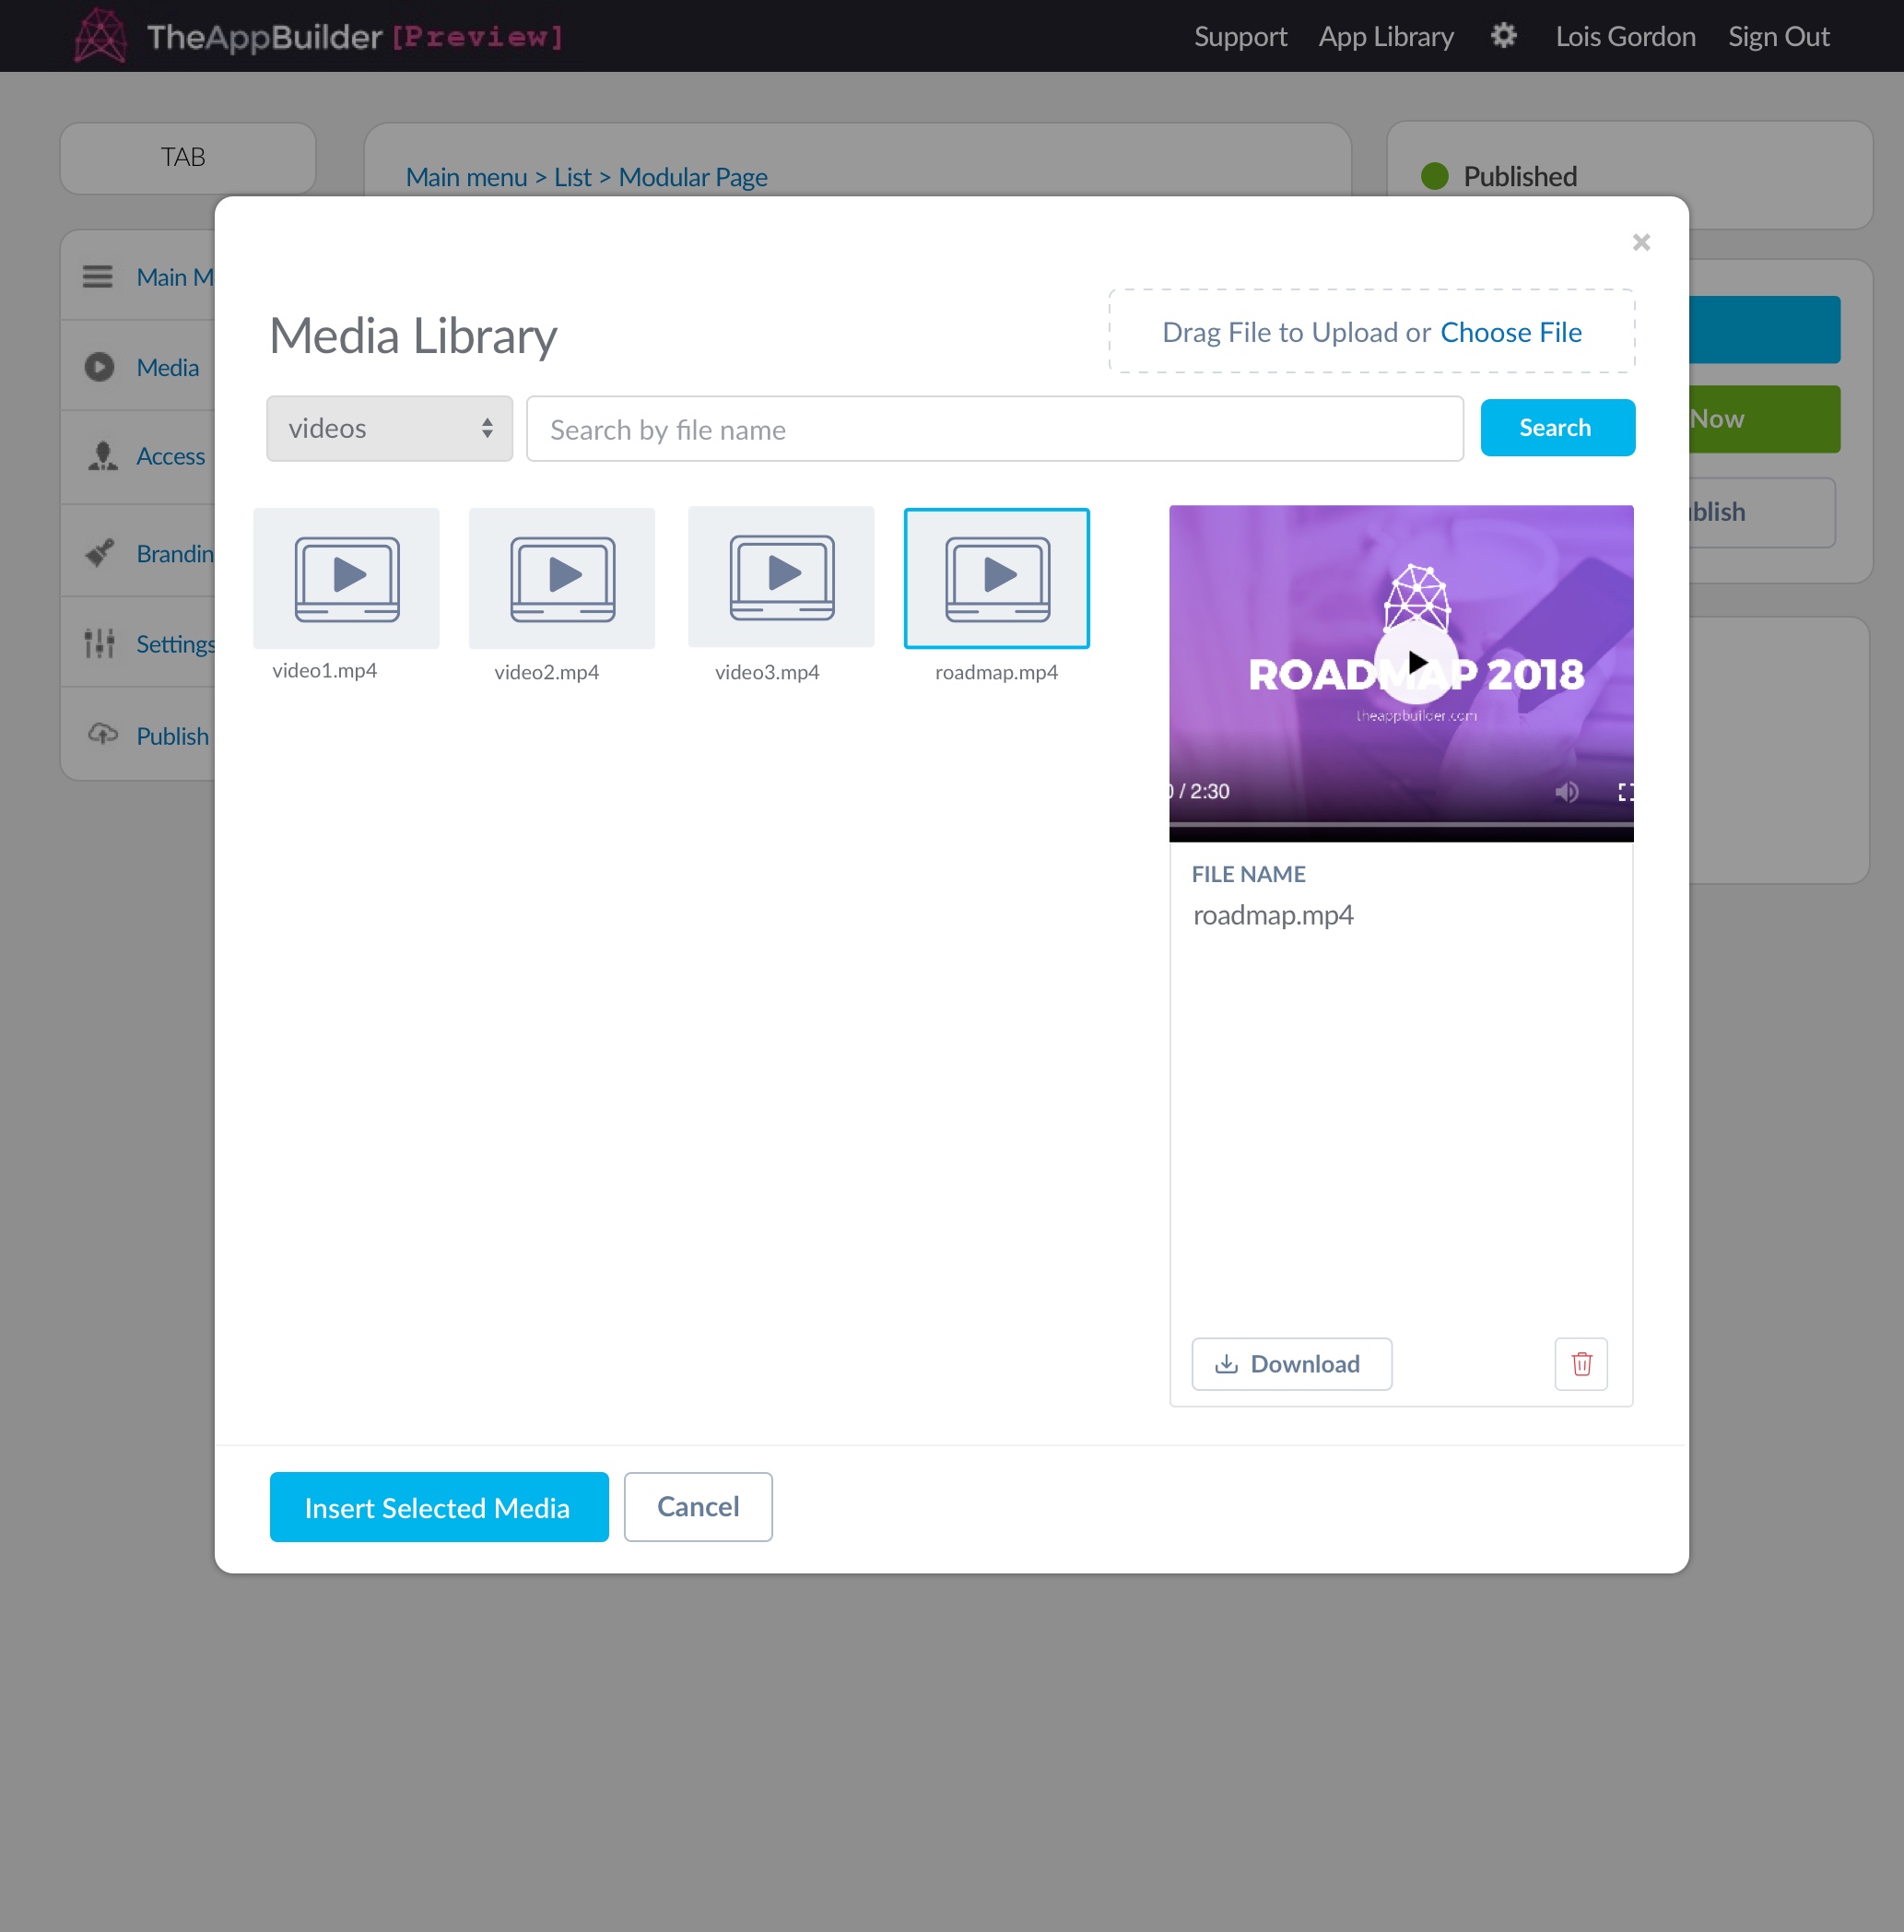 TheAppBuilder [Preview]
Support App Library Lois Gordon Sign Out
TAB
Main menu > List > Modular Page
Published
Main M
Media
Access
Brandin
Settings
Publish
Now
blish
×
Media Library
Drag File to Upload or Choose File
videos
Search by file name
Search
video1.mp4
video2.mp4
video3.mp4
roadmap.mp4
ROADMAP 2018
theappbuilder.com
/ 2:30
FILE NAME
roadmap.mp4
Download
Insert Selected Media
Cancel